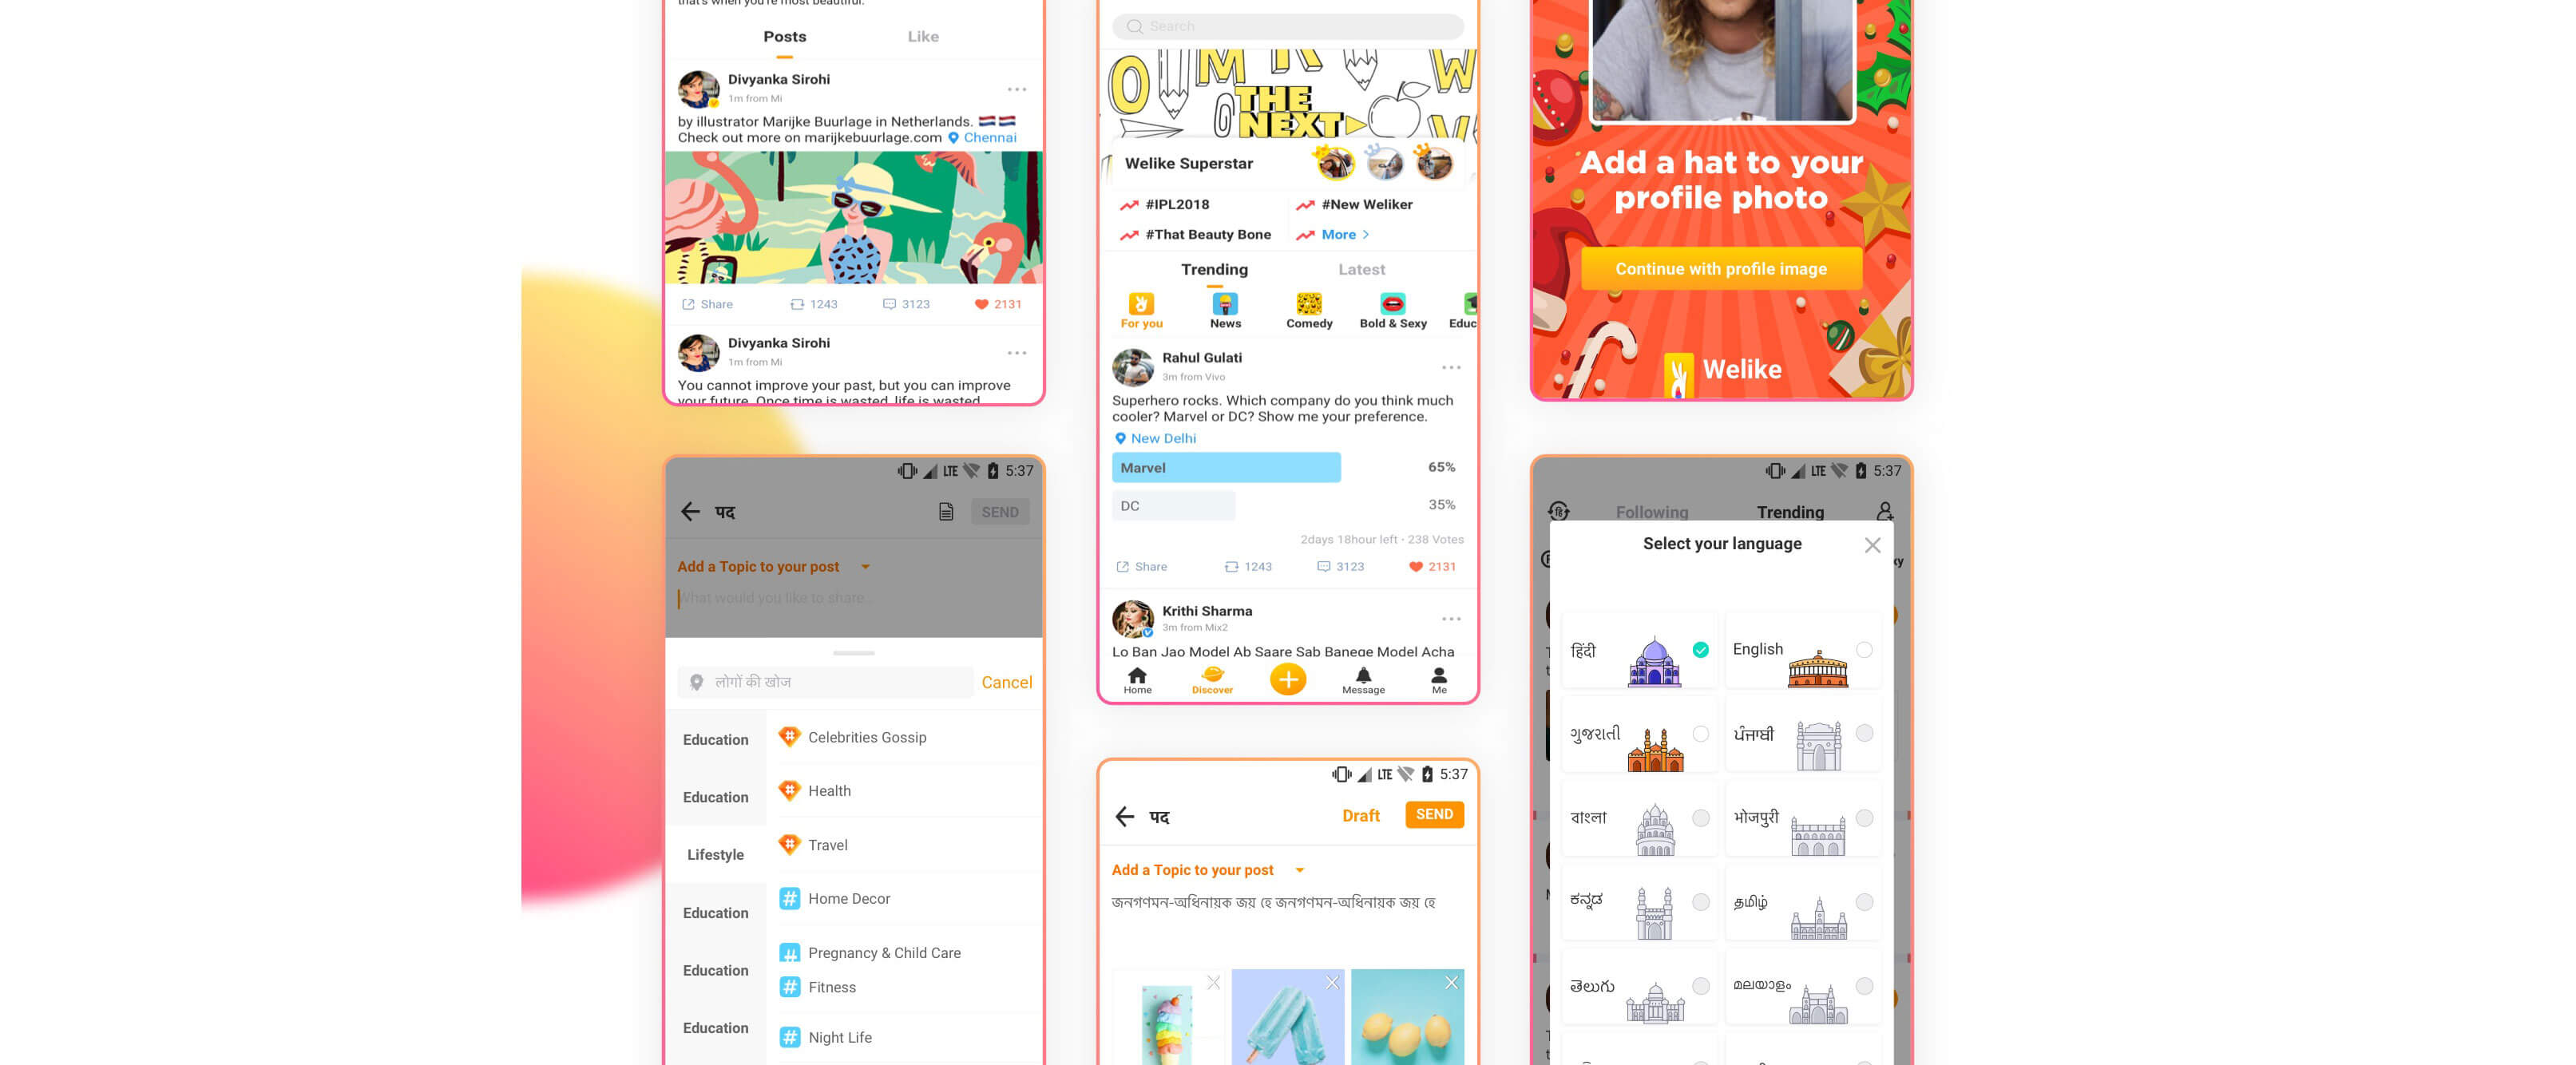 that's when you're most beautiful.
Posts
Like
Divyanka Sirohi
1m from Mi
by illustrator Marijke Buurlage in Netherlands.
Check out more on marijkebuurlage.com Chennai
Share
1243
3123
2131
Divyanka Sirohi
1m from Mi
You cannot improve your past, but you can improve
your future. Once time is wasted, life is wasted.
5:37
LTE
पद
SEND
Add a Topic to your post
What would you like to share...
लोगों की खोज
Cancel
Education
Education
Lifestyle
Education
Education
Education
Celebrities Gossip
Health
Travel
Home Decor
Pregnancy & Child Care
Fitness
Night Life
Search
THE
NEXT
Welike Superstar
#IPL2018
#New Weliker
#That Beauty Bone
More
Trending
Latest
For you
News
Comedy
Bold & Sexy
Educ
Rahul Gulati
3m from Vivo
Superhero rocks. Which company do you think much
cooler? Marvel or DC? Show me your preference.
New Delhi
Marvel
65%
DC
35%
2days 18hour left · 238 Votes
Share
1243
3123
2131
Krithi Sharma
3m from Mix2
Lo Ban Jao Model Ab Saare Sab Banege Model Acha
Home
Discover
Message
Me
LTE
5:37
पद
Draft
SEND
Add a Topic to your post
জনগণমন-অধিনায়ক জয় হে জনগণমন-অধিনায়ক জয় হে
Add a hat to your
profile photo
Continue with profile image
Welike
LTE
5:37
हिं
Following
Trending
Select your language
हिंदी
English
ગુજરાતી
ਪੰਜਾਬੀ
বাংলা
भोजपुरी
ಕನ್ನಡ
தமிழ்
తెలుగు
മലയാളം